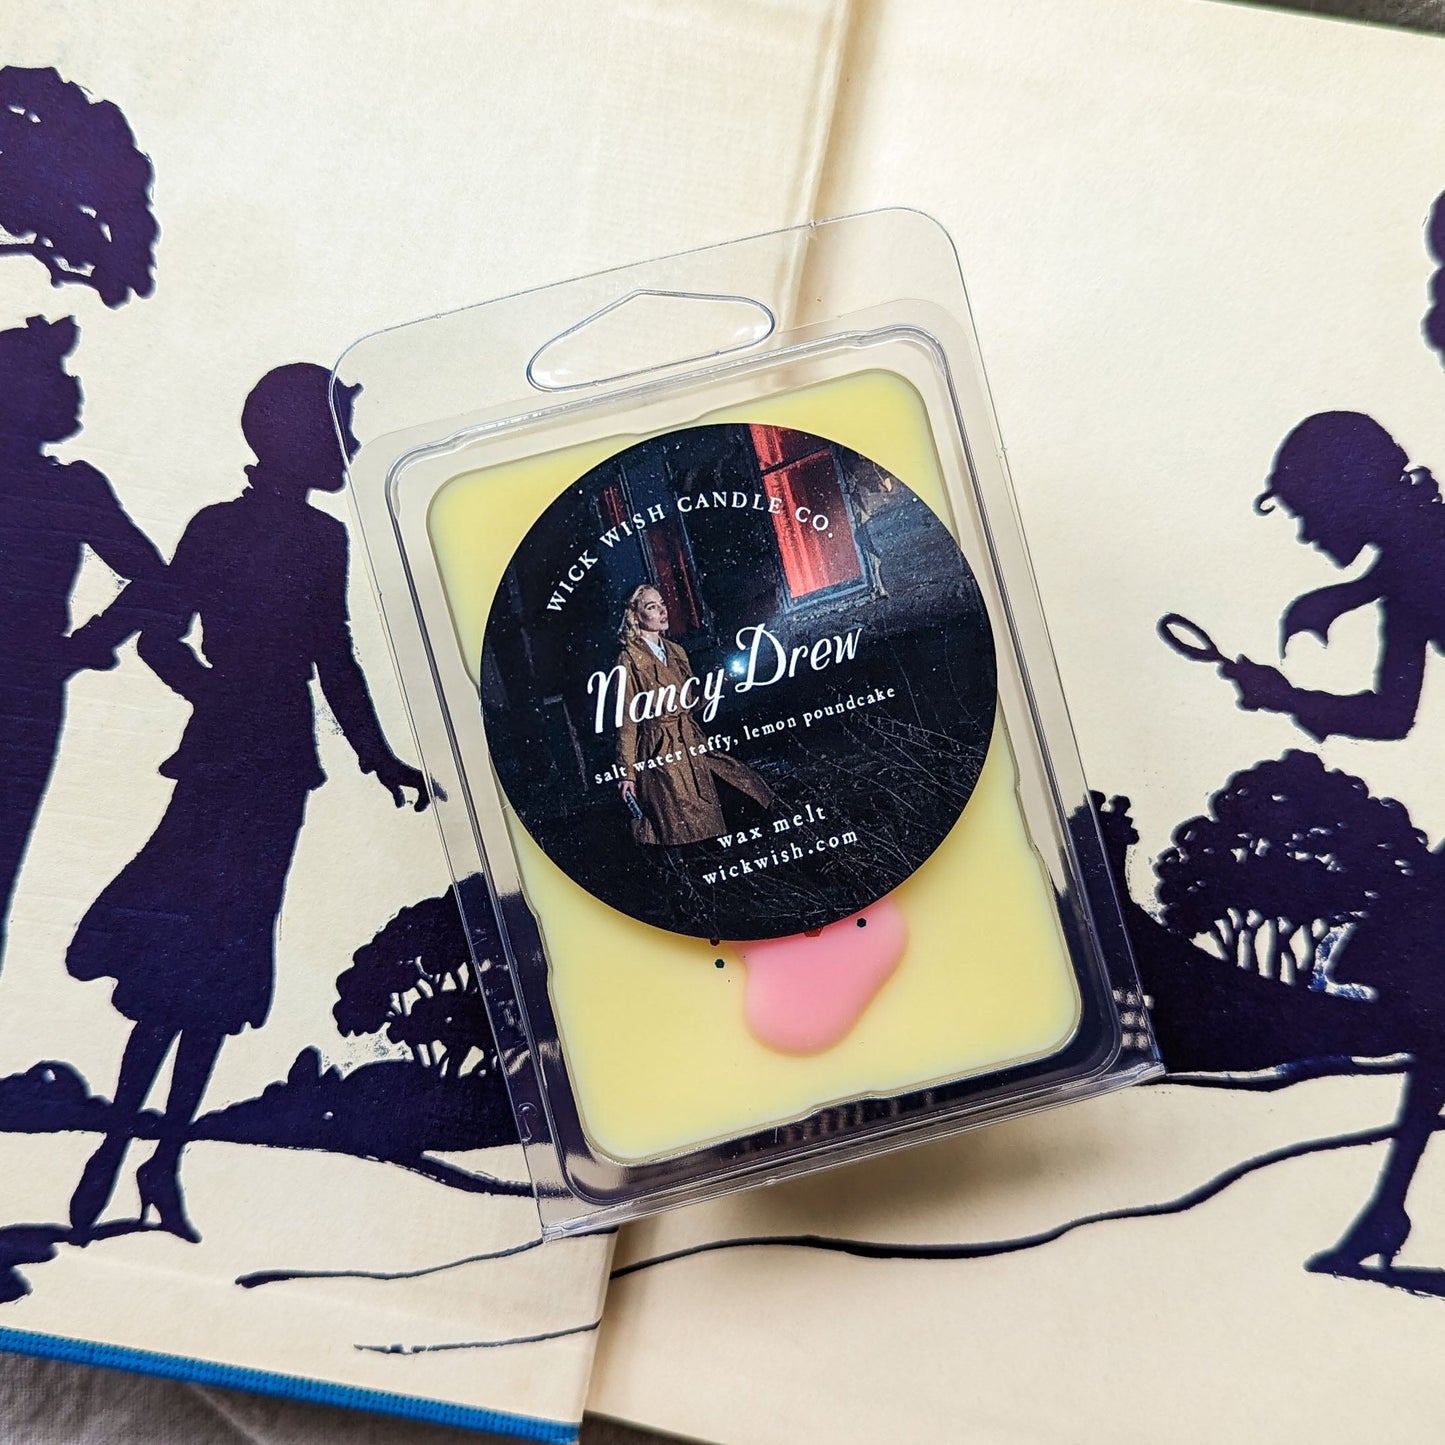 WICK WISH CANDLE CO.
Nancy Drew
salt water taffy, lemon poundcake
wax melt
wickwish.com